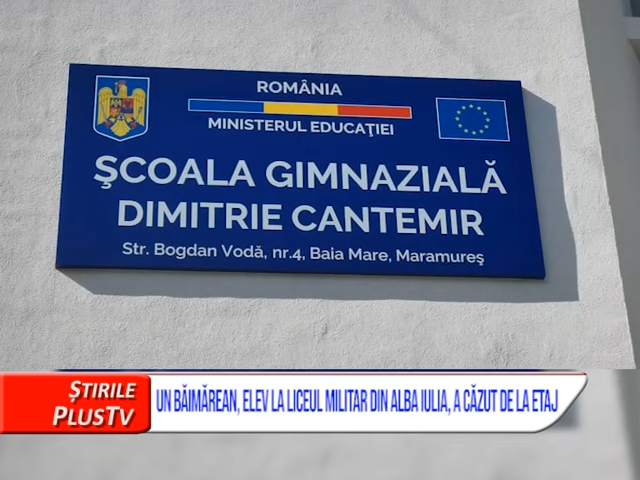 ROMÂNIA
MINISTERUL EDUCAŢIEI
ŞCOALA GIMNAZIALĂ
DIMITRIE CANTEMIR
Str. Bogdan Vodă, nr.4, Baia Mare, Maramureş
ŞTIRILE
PLUSTV
UN BĂIMĂREAN, ELEV LA LICEUL MILITAR DIN ALBA IULIA, A CĂZUT DE LA ETAJ